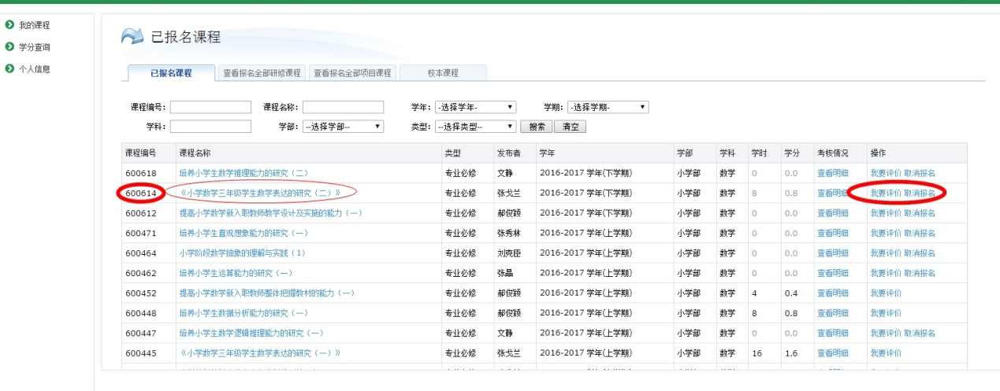 我的课程
学分查询
个人信息
已报名课程
已报名课程 查看报名全部研修课程 查看报名全部项目课程 校本课程
课程编号： 课程名称： 学年： -选择学年- 学期： -选择学期-
学科： 学部： --选择学部-- 类型： --选择类型-- 搜索 清空
课程编号 课程名称 类型 发布者 学年 学部 学科 学时 学分 考核情况 操作
600618 培养小学生数学推理能力的研究（二） 专业必修 文静 2016-2017 学年(下学期) 小学部 数学 0 0.0 查看明细 我要评价 取消报名
600614 《小学数学三年级学生数学表达的研究（二）》 专业必修 张戈兰 2016-2017 学年(下学期) 小学部 数学 8 0.8 查看明细 我要评价 取消报名
600612 提高小学数学新入职教师教学设计及实施的能力（一） 专业必修 郝俊颖 2016-2017 学年(下学期) 小学部 数学 0 0.0 查看明细 我要评价 取消报名
600471 培养小学生直观想象能力的研究（一） 专业必修 张秀林 2016-2017 学年(上学期) 小学部 数学 0 0.0 查看明细 我要评价 取消报名
600464 小学阶段数学抽象的理解与实践（1） 专业必修 刘克臣 2016-2017 学年(上学期) 小学部 数学 0 0.0 查看明细 我要评价 取消报名
600462 培养小学生运算能力的研究（一） 专业必修 张晶 2016-2017 学年(上学期) 小学部 数学 0 0.0 查看明细 我要评价 取消报名
600452 提高小学数学新入职教师整体把握教材的能力（一） 专业必修 郝俊颖 2016-2017 学年(上学期) 小学部 数学 4 0.4 查看明细 我要评价
600448 培养小学生数据分析能力的研究（一） 专业必修 郝俊颖 2016-2017 学年(上学期) 小学部 数学 8 0.8 查看明细 我要评价
600447 培养小学生数学逻辑推理能力的研究（一） 专业必修 文静 2016-2017 学年(上学期) 小学部 数学 0 0.0 查看明细 我要评价 取消报名
600445 《小学数学三年级学生数学表达的研究（一）》 专业必修 张戈兰 2016-2017 学年(上学期) 小学部 数学 16 1.6 查看明细 我要评价